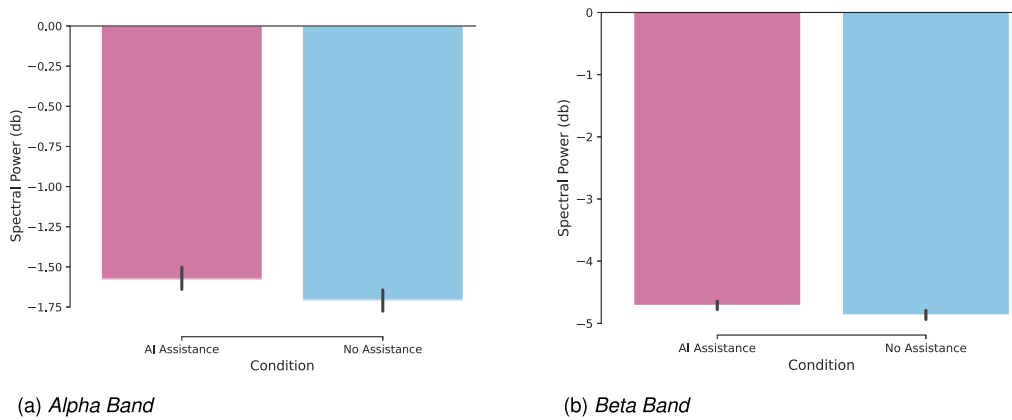 0.00
−0.25
−0.50
−0.75
−1.00
−1.25
−1.50
−1.75
Spectral Power (db)
AI Assistance
No Assistance
Condition
(a) Alpha Band
0
−1
−2
−3
−4
−5
Spectral Power (db)
AI Assistance
No Assistance
Condition
(b) Beta Band